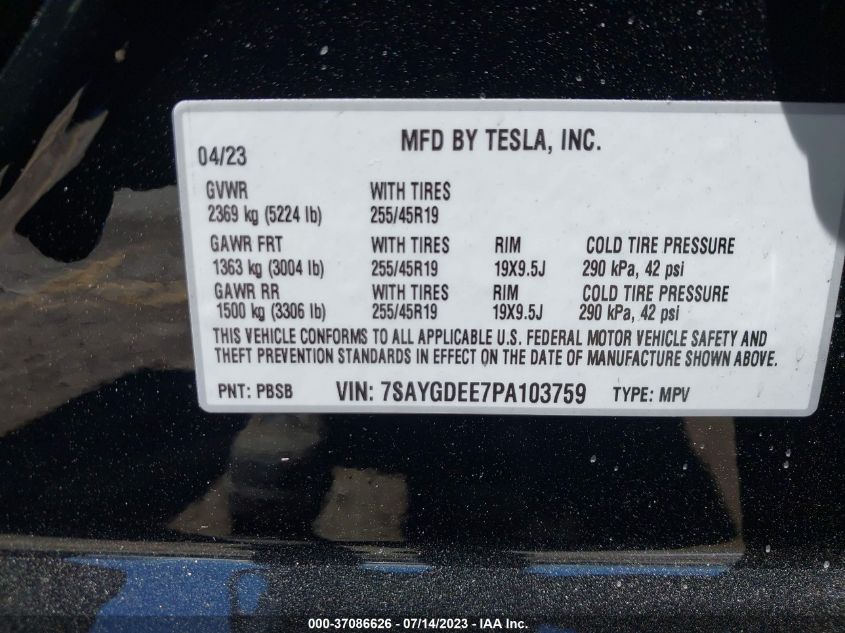 MFD BY TESLA, INC.
04/23
GVWR WITH TIRES
2369 kg (5224 lb) 255/45R19
GAWR FRT WITH TIRES RIM COLD TIRE PRESSURE
1363 kg (3004 lb) 255/45R19 19X9.5J 290 kPa, 42 psi
GAWR RR WITH TIRES RIM COLD TIRE PRESSURE
1500 kg (3306 lb) 255/45R19 19X9.5J 290 kPa, 42 psi
THIS VEHICLE CONFORMS TO ALL APPLICABLE U.S. FEDERAL MOTOR VEHICLE SAFETY AND
THEFT PREVENTION STANDARDS IN EFFECT ON THE DATE OF MANUFACTURE SHOWN ABOVE.
PNT: PBSB VIN: 7SAYGDEE7PA103759 TYPE: MPV
000-37086626 - 07/14/2023 - IAA Inc.